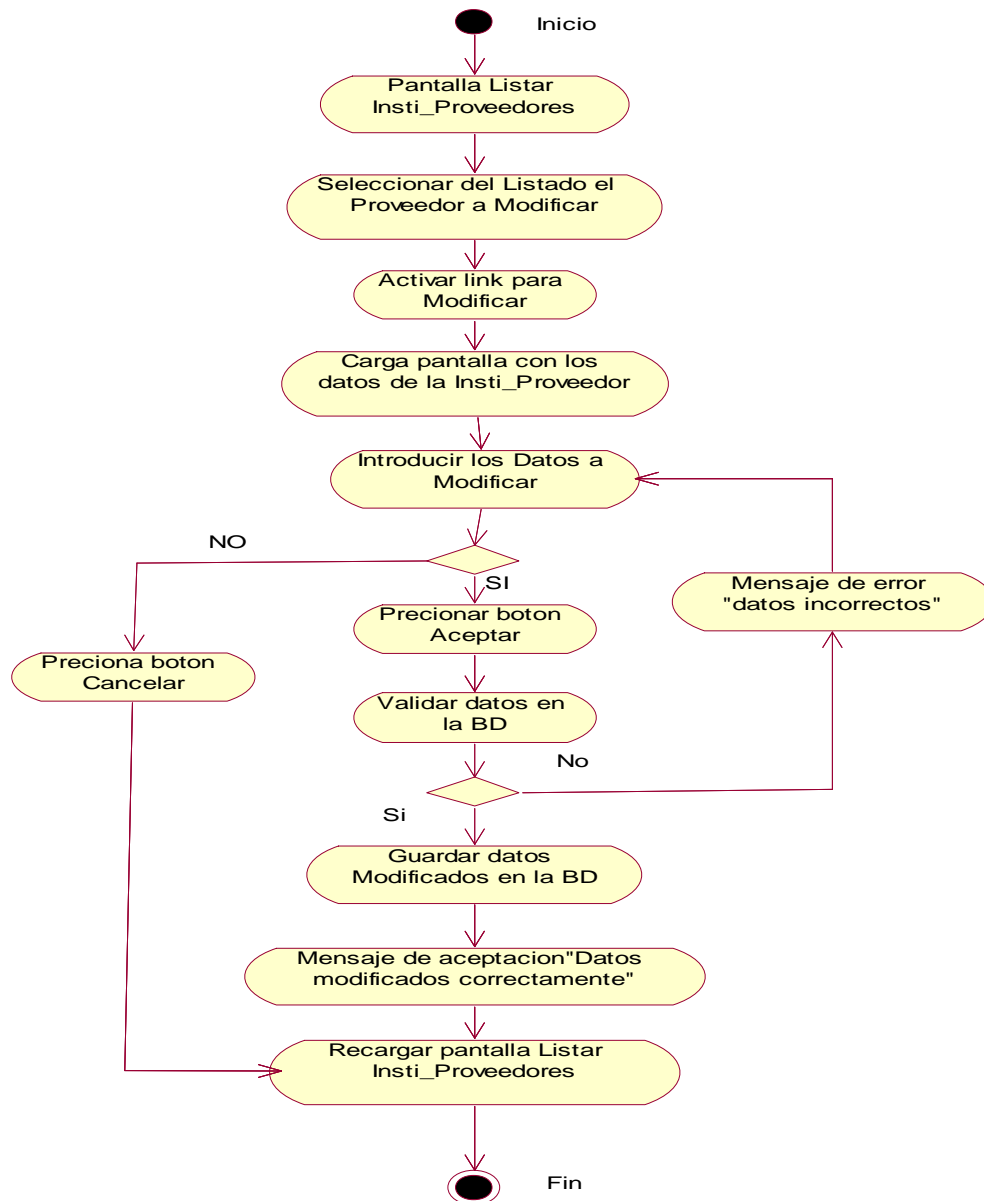 Inicio
Pantalla Listar
Insti_Proveedores
Seleccionar del Listado el
Proveedor a Modificar
Activar link para
Modificar
Carga pantalla con los
datos de la Insti_Proveedor
Introducir los Datos a
Modificar
NO
SI
Mensaje de error
"datos incorrectos"
Precionar boton
Aceptar
Preciona boton
Cancelar
Validar datos en
la BD
No
Si
Guardar datos
Modificados en la BD
Mensaje de aceptacion"Datos
modificados correctamente"
Recargar pantalla Listar
Insti_Proveedores
Fin